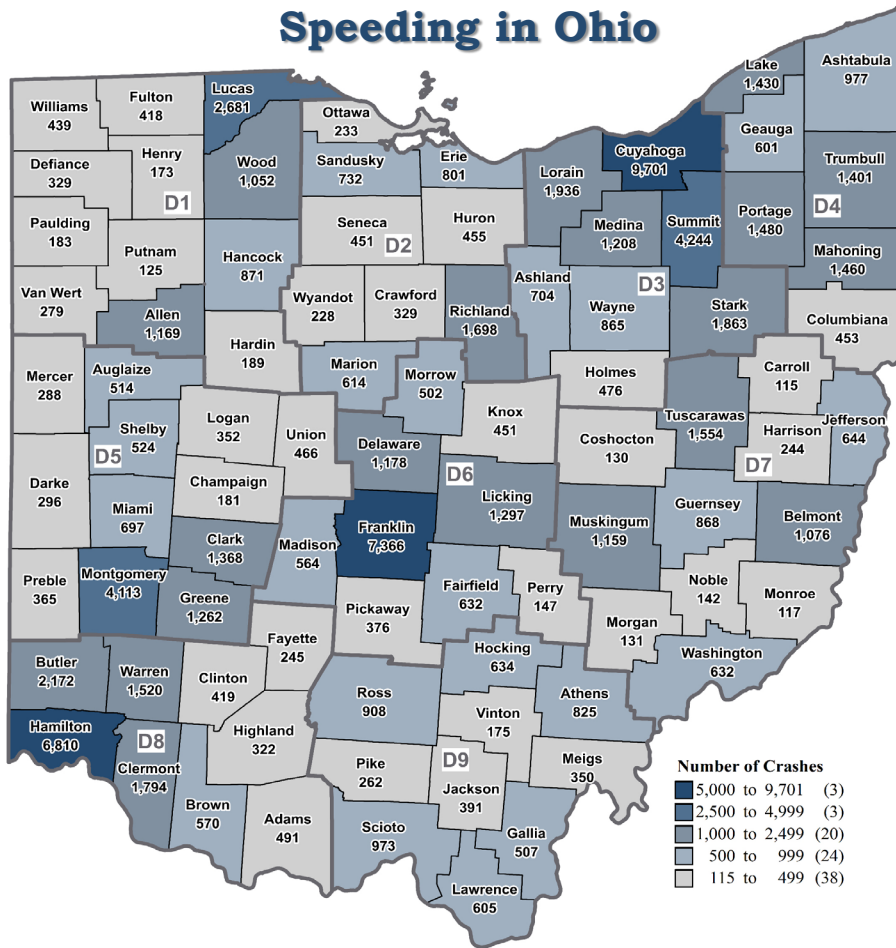 Speeding in Ohio
Williams
439
Fulton
418
Lucas
2,681
Ottawa
233
Lake
1,430
Ashtabula
977
Defiance
329
Henry
173
D1
Wood
1,052
Sandusky
732
Erie
801
Lorain
1,936
Cuyahoga
9,701
Geauga
601
Trumbull
1,401
D4
Paulding
183
Putnam
125
Hancock
871
Seneca
451
D2
Huron
455
Medina
1,208
Summit
4,244
Portage
1,480
Mahoning
1,460
Van Wert
279
Allen
1,169
Wyandot
228
Crawford
329
Richland
1,698
Ashland
704
Wayne
865
D3
Stark
1,863
Columbiana
453
Mercer
288
Auglaize
514
Hardin
189
Marion
614
Morrow
502
Holmes
476
Carroll
115
Shelby
524
D5
Logan
352
Union
466
Delaware
1,178
Knox
451
Coshocton
130
Tuscarawas
1,554
Harrison
244
D7
Jefferson
644
Darke
296
Miami
697
Champaign
181
D6
Licking
1,297
Muskingum
1,159
Guernsey
868
Belmont
1,076
Clark
1,368
Madison
564
Franklin
7,366
Preble
365
Montgomery
4,113
Greene
1,262
Fairfield
632
Perry
147
Noble
142
Monroe
117
Pickaway
376
Morgan
131
Fayette
245
Butler
2,172
Warren
1,520
Clinton
419
Hocking
634
Washington
632
Ross
908
Athens
825
Hamilton
6,810
D8
Clermont
1,794
Highland
322
Vinton
175
Pike
262
D9
Jackson
391
Meigs
350
Brown
570
Adams
491
Scioto
973
Gallia
507
Lawrence
605
Number of Crashes
5,000 to 9,701 (3)
2,500 to 4,999 (3)
1,000 to 2,499 (20)
500 to 999 (24)
115 to 499 (38)